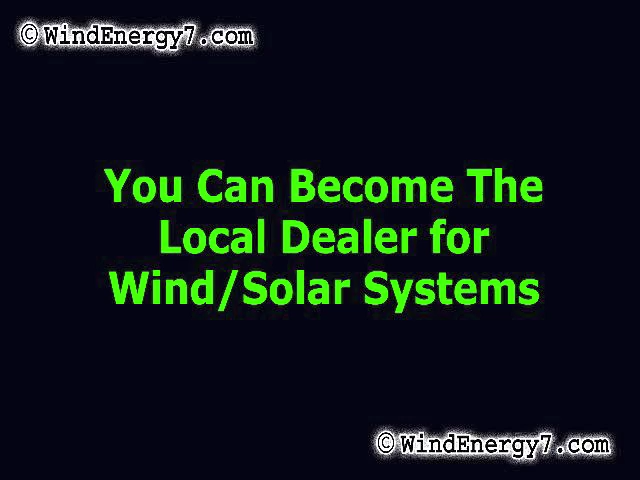 © WindEnergy7.com
You Can Become The
Local Dealer for
Wind/Solar Systems
© WindEnergy7.com